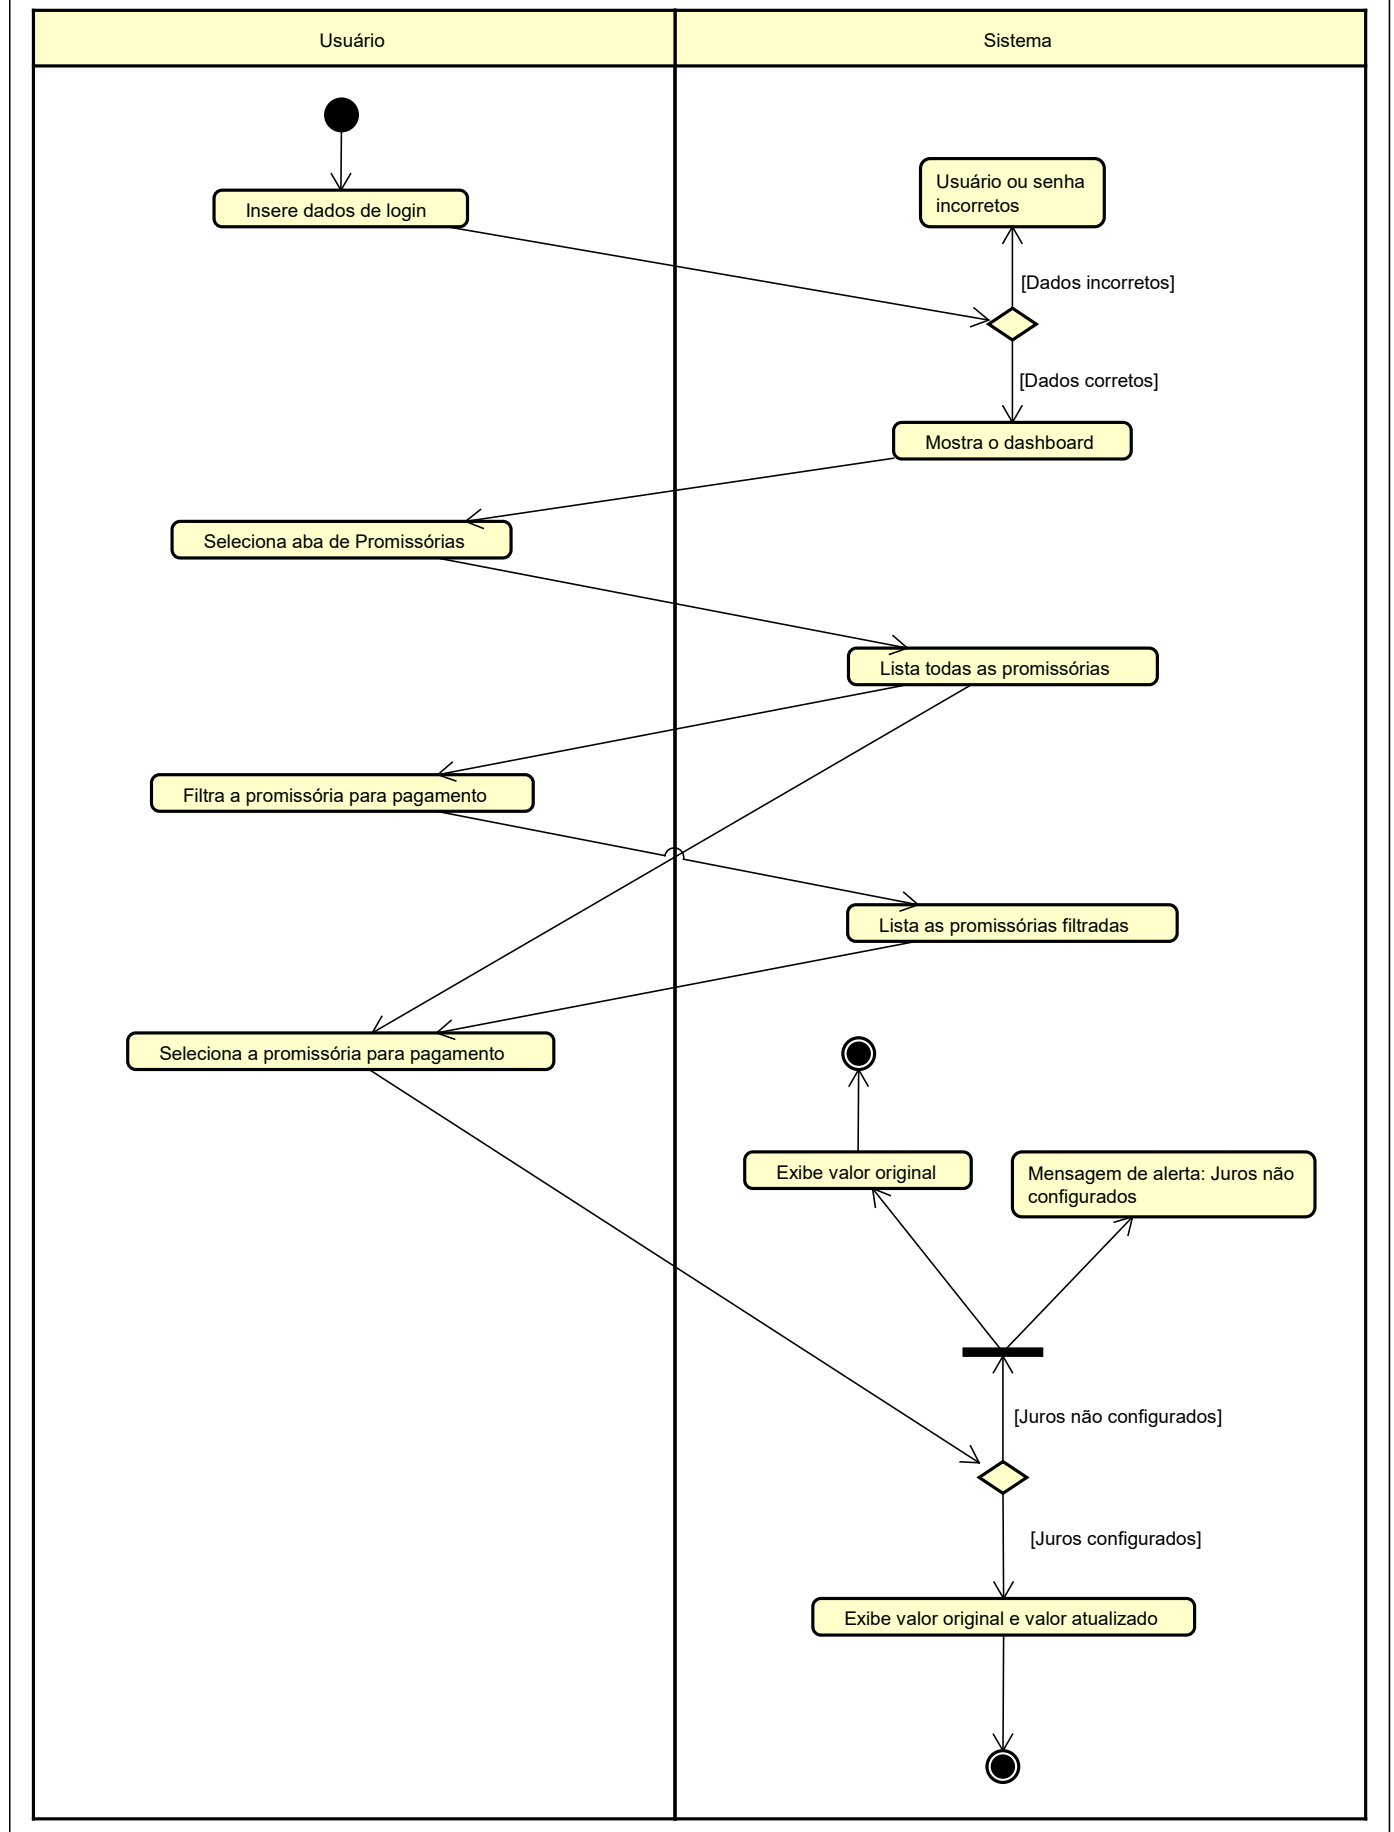 Usuário
Sistema
Usuário ou senha
incorretos
Insere dados de login
[Dados incorretos]
[Dados corretos]
Mostra o dashboard
Seleciona aba de Promissórias
Lista todas as promissórias
Filtra a promissória para pagamento
Lista as promissórias filtradas
Seleciona a promissória para pagamento
Exibe valor original
Mensagem de alerta: Juros não
configurados
[Juros não configurados]
[Juros configurados]
Exibe valor original e valor atualizado